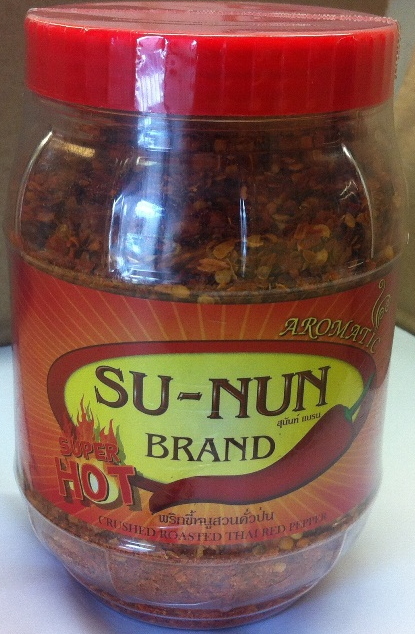 AROMATIC
SU-NUN
สุนันท์ แบรนด์
BRAND
SUPER
HOT
พริกขี้หนูสวนคั่วป่น
CRUSHED ROASTED THAI RED PEPPER